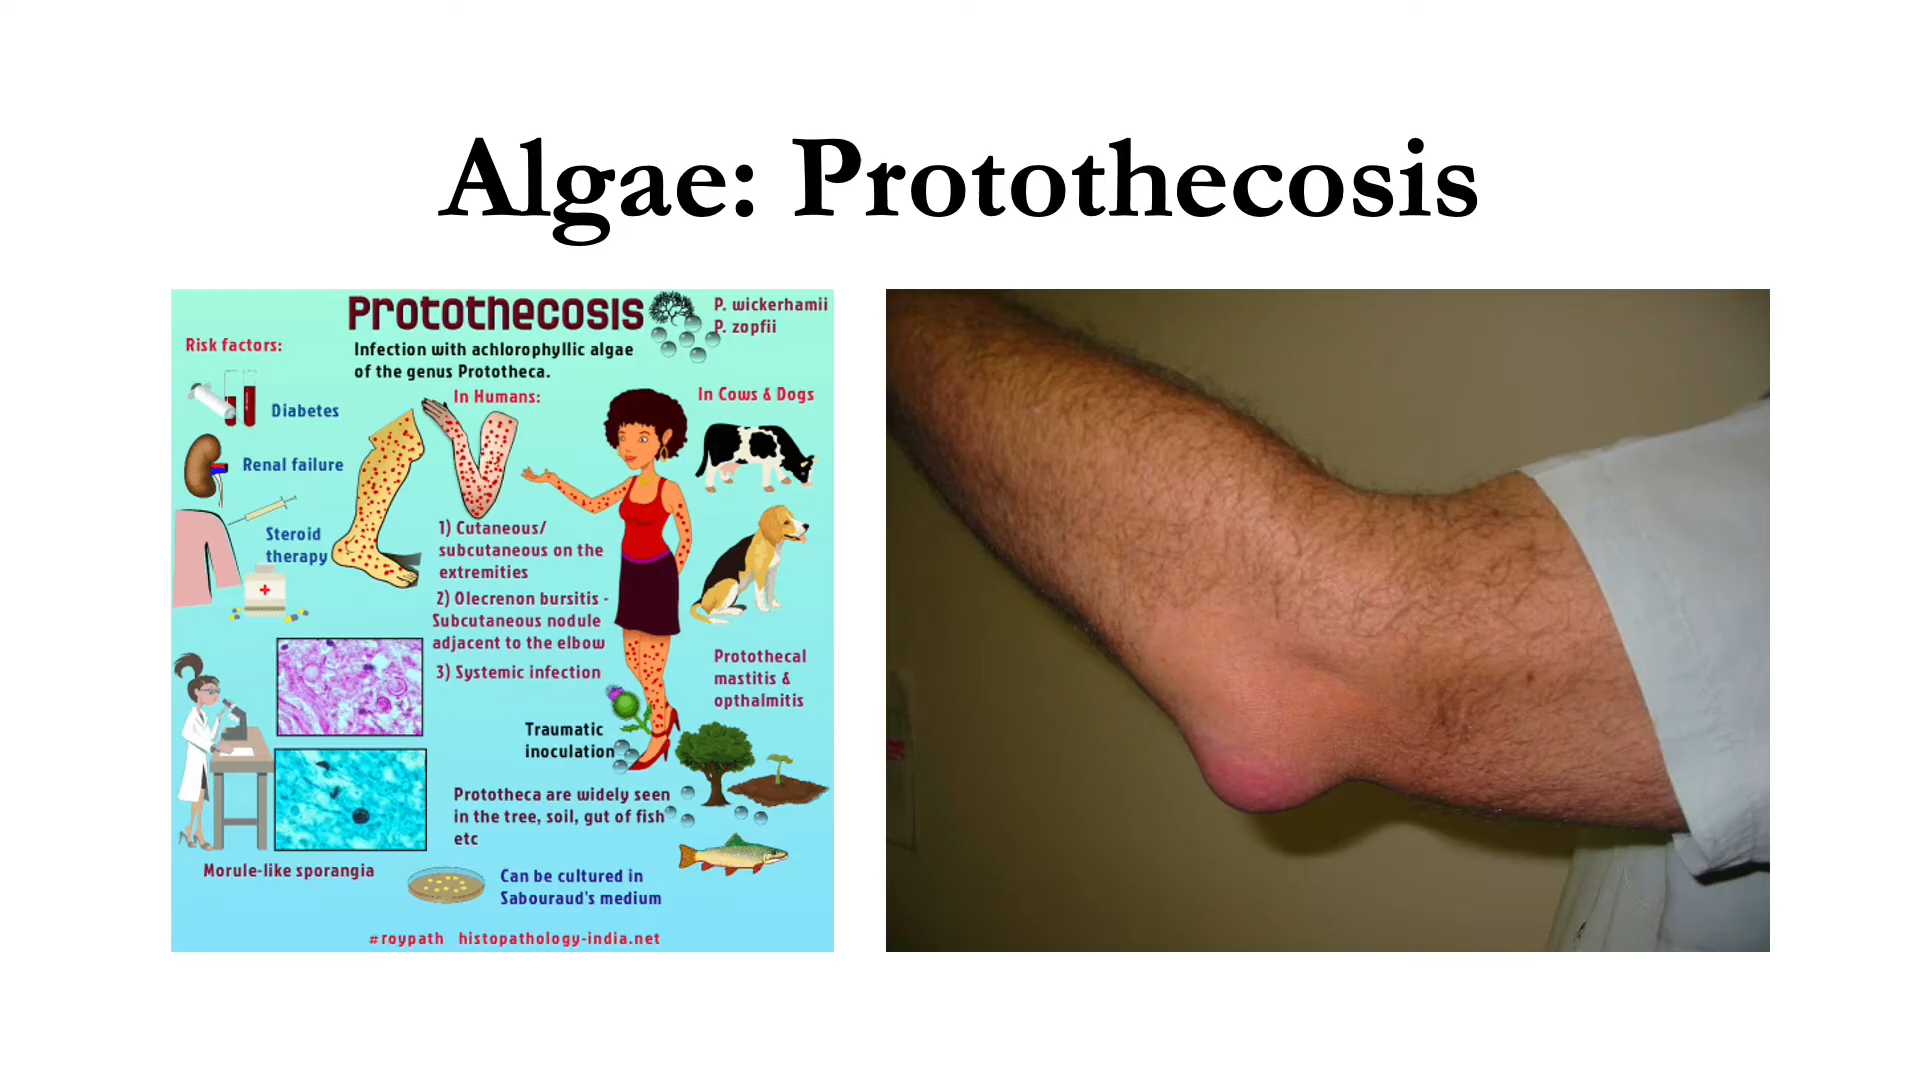 Algae: Protothecosis
Protothecosis
P. wickerhamii
P. zopfii
Risk factors:
Infection with achlorophyllic algae
of the genus Prototheca.
In Humans:
In Cows & Dogs
Diabetes
Renal failure
Steroid
therapy
1) Cutaneous/
subcutaneous on the
extremities
2) Olecrenon bursitis -
Subcutaneous nodule
adjacent to the elbow
3) Systemic infection
Protothecal
mastitis &
opthalmitis
Traumatic
inoculation
Prototheca are widely seen
in the tree, soil, gut of fish
etc
Morule-like sporangia
Can be cultured in
Sabouraud's medium
#roypath histopathology-india.net